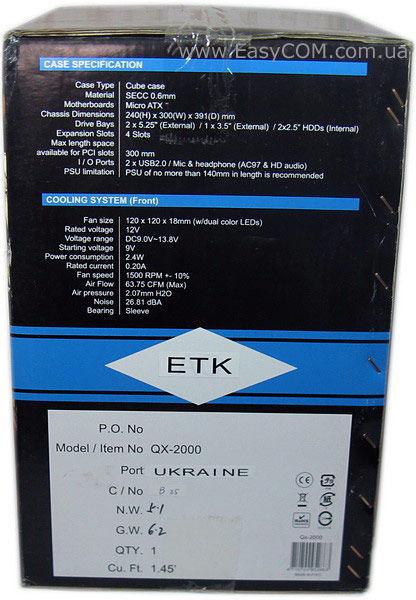 www.EasyCOM.com.ua
CASE SPECIFICATION
Case Type Cube case
Material SECC 0.6mm
Motherboards Micro ATX
Chassis Dimensions 240(H) x 300(W) x 391(D) mm
Drive Bays 2 x 5.25" (External) / 1 x 3.5" (External) / 2x2.5" HDDs (Internal)
Expansion Slots 4 Slots
Max length space
available for PCI slots 300 mm
I / O Ports 2 x USB2.0 / Mic & headphone (AC97 & HD audio)
PSU limitation PSU of no more than 140mm in length is recommended
COOLING SYSTEM (Front)
Fan size 120 x 120 x 18mm (w/dual color LEDs)
Rated voltage 12V
Voltage range DC9.0V~13.8V
Starting voltage 9V
Power consumption 2.4W
Rated current 0.20A
Fan speed 1500 RPM +- 10%
Air Flow 63.75 CFM (Max)
Air pressure 2.07mm H2O
Noise 26.81 dBA
Bearing Sleeve
ETK
P.O. No
Model / Item No QX-2000
Port UKRAINE
C / No
N.W. 5.1
G.W. 6.2
QTY. 1
Cu. Ft. 1.45'
CE
RoHS
Qx-2000